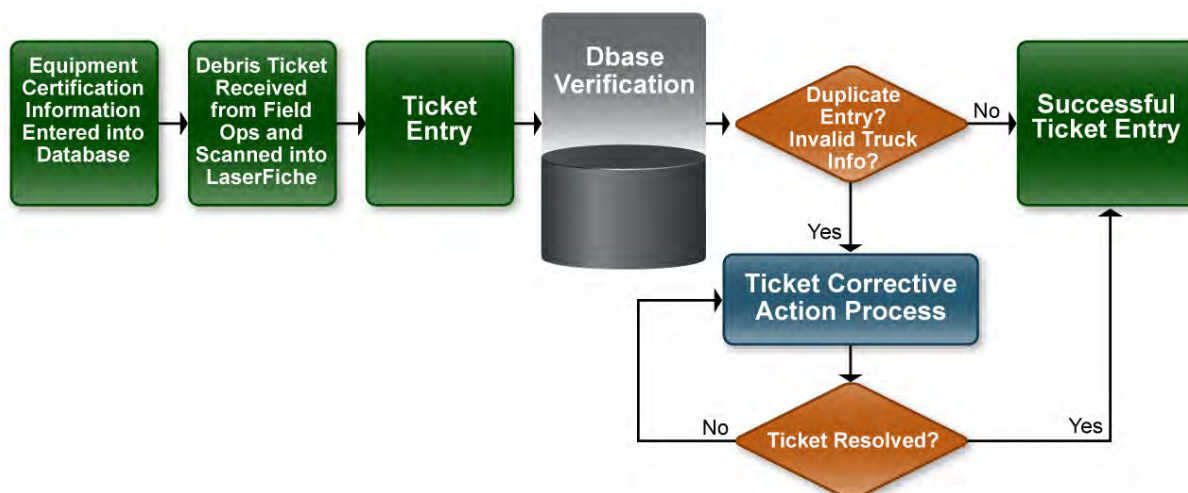 Equipment
Certification
Information
Entered into
Database
Debris Ticket
Received
from Field
Ops and
Scanned into
LaserFiche
Ticket
Entry
Dbase
Verification
Duplicate
Entry?
Invalid Truck
Info?
No
Successful
Ticket Entry
Yes
Ticket Corrective
Action Process
No
Ticket Resolved?
Yes